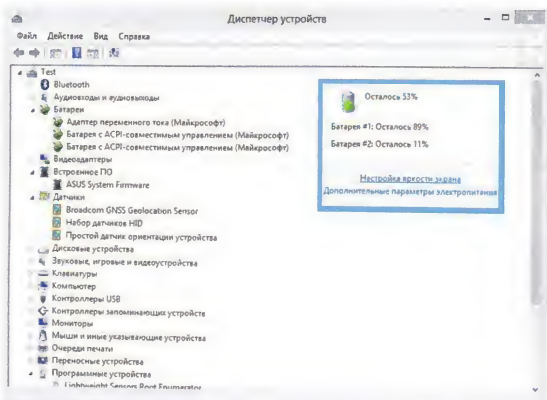 Диспетчер устройств
Файл Действие Вид Справка
Test
Bluetooth
Аудиовходы и аудиовыходы
Батареи
Адаптер переменного тока (Майкрософт)
Батарея с ACPI-совместимым управлением (Майкрософт)
Батарея с ACPI-совместимым управлением (Майкрософт)
Видеоадаптеры
Встроенное ПО
ASUS System Firmware
Датчики
Broadcom GNSS Geolocation Sensor
Набор датчиков HID
Простой датчик ориентации устройства
Дисковые устройства
Звуковые, игровые и видеоустройства
Клавиатуры
Компьютер
Контроллеры USB
Контроллеры запоминающих устройств
Мониторы
Мыши и иные указывающие устройства
Очереди печати
Переносные устройства
Программные устройства
Lightweight Sensors Root Enumerator
Осталось 53%
Батарея #1: Осталось 89%
Батарея #2: Осталось 11%
Настройка яркости экрана
Дополнительные параметры электропитания